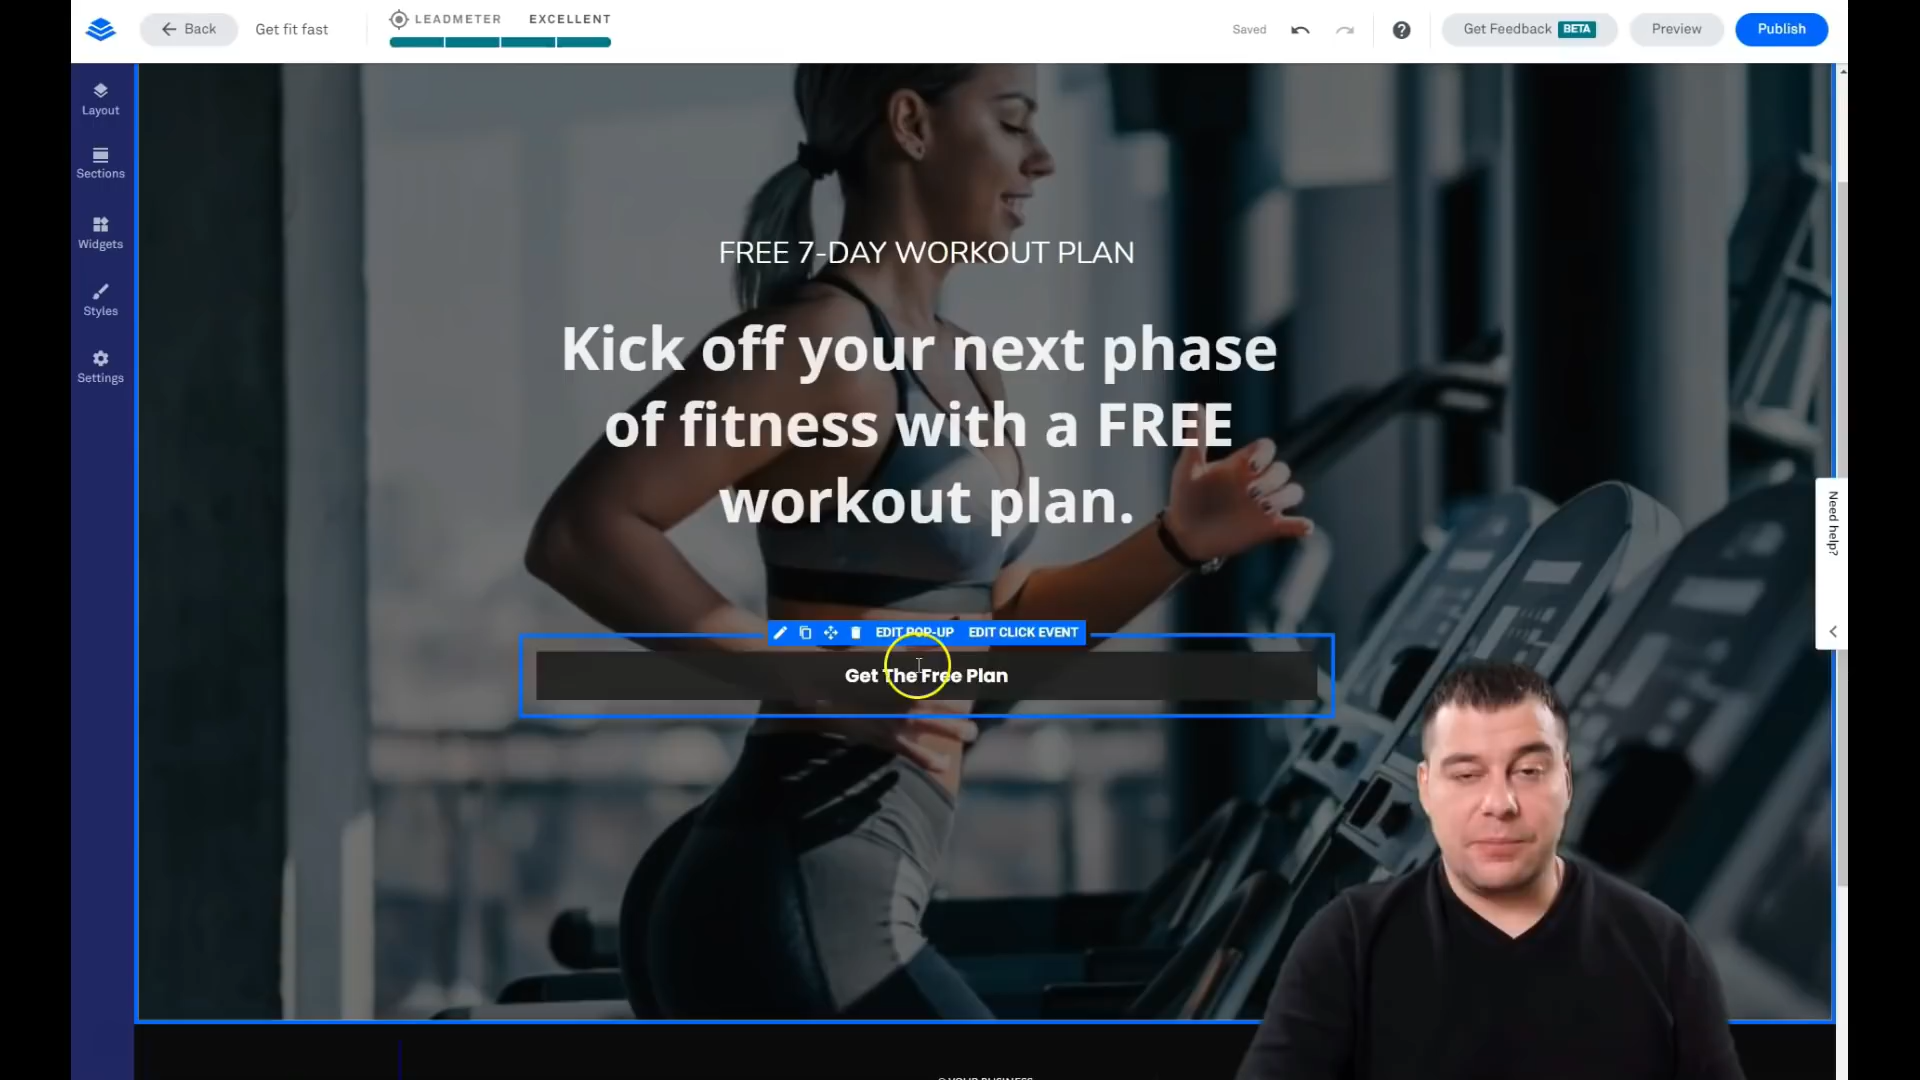 Back
Get fit fast
LEADMETER EXCELLENT
Saved
Get Feedback BETA
Preview
Publish
Layout
Sections
Widgets
Styles
Settings
FREE 7-DAY WORKOUT PLAN
Kick off your next phase
of fitness with a FREE
workout plan.
EDIT POP-UP EDIT CLICK EVENT
Get The Free Plan
Need help?
© YOUR BUSINESS